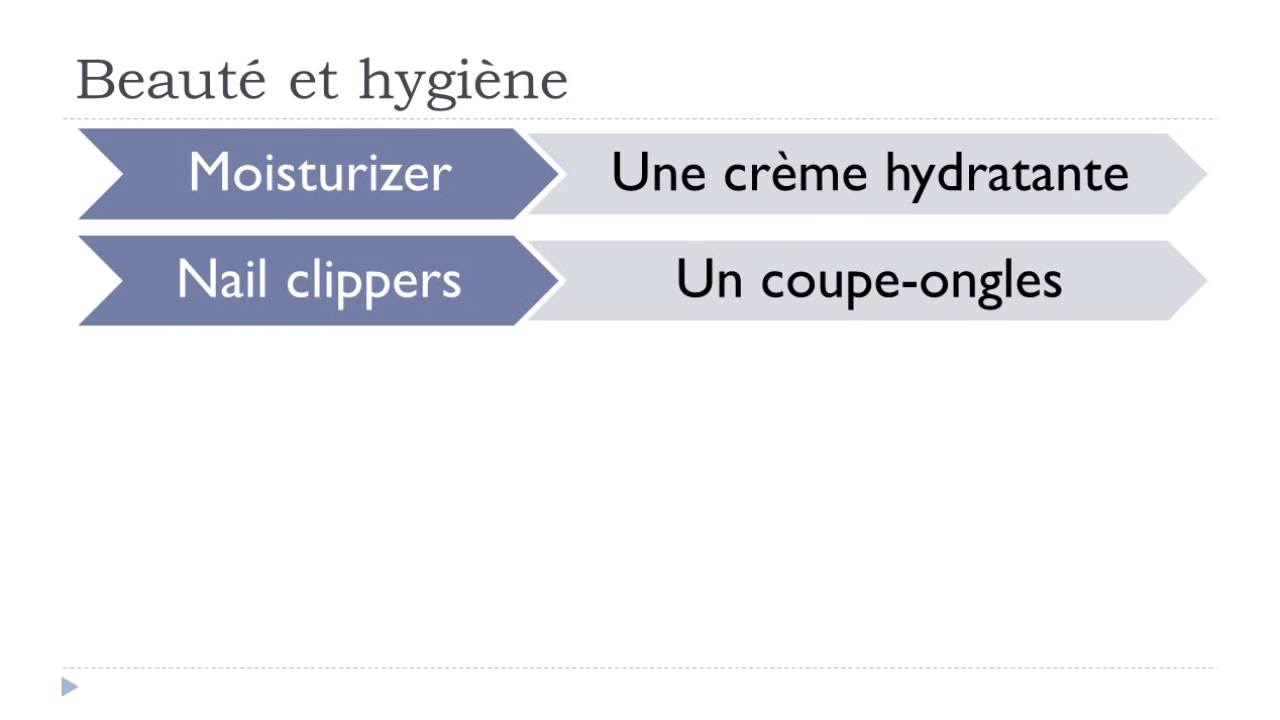 Beauté et hygiène
Moisturizer
Une crème hydratante
Nail clippers
Un coupe-ongles